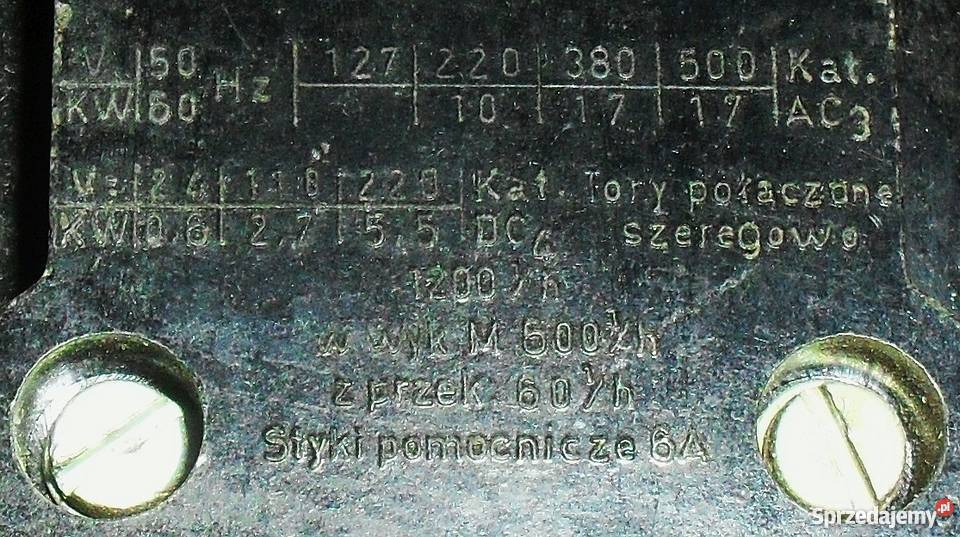 V 50 Hz 127 220 380 500 Kat.
KW 60 10 17 17 AC3
V= 24 110 220 Kat. Tory połączone
KW 0.6 2.7 5.5 DC4 szeregowo
1200 1/h
w wyk M 600 1/h
z przek 60 1/h
Styki pomocnicze 6A
Sprzedajemy.pl